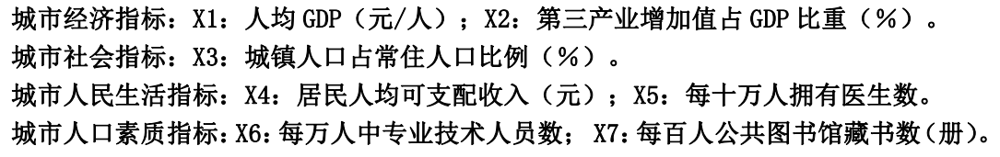 城市经济指标：X1：人均 GDP（元/人）；X2：第三产业增加值占 GDP 比重（％）。
城市社会指标：X3：城镇人口占常住人口比例（％）。
城市人民生活指标：X4：居民人均可支配收入（元）；X5：每十万人拥有医生数。
城市人口素质指标：X6：每万人中专业技术人员数； X7：每百人公共图书馆藏书数（册）。